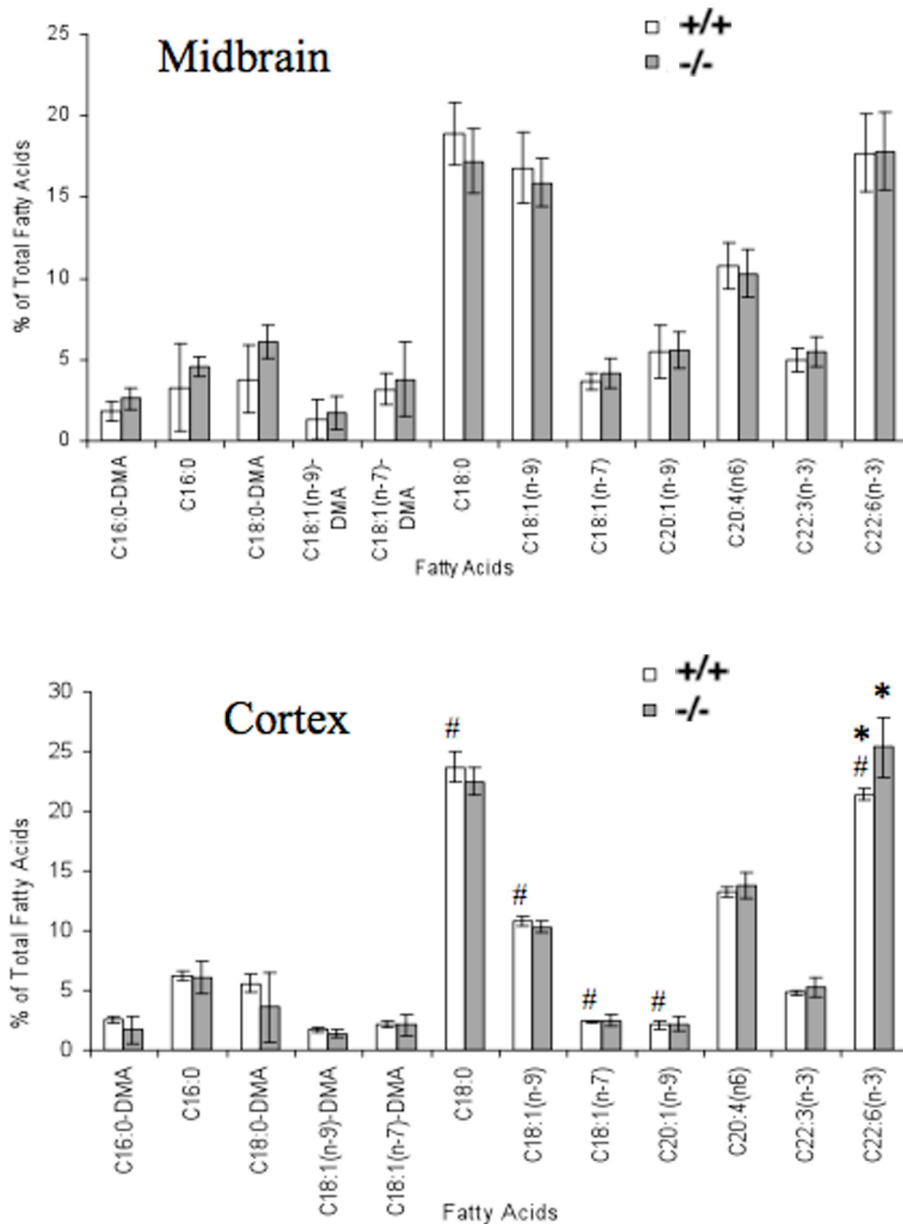 Midbrain
+/+
-/-
25
20
15
10
5
0
% of Total Fatty Acids
C16:0-DMA
C16:0
C18:0-DMA
C18:1(n-9)-
DMA
C18:1(n-7)-
DMA
C18:0
C18:1(n-9)
C18:1(n-7)
C20:1(n-9)
C20:4(n6)
C22:3(n-3)
C22:6(n-3)
Fatty Acids
Cortex
+/+
-/-
30
25
20
15
10
5
0
% of Total Fatty Acids
#
#
#
#
*
#
*
C16:0-DMA
C16:0
C18:0-DMA
C18:1(n-9)-DMA
C18:1(n-7)-DMA
C18:0
C18:1(n-9)
C18:1(n-7)
C20:1(n-9)
C20:4(n6)
C22:3(n-3)
C22:6(n-3)
Fatty Acids